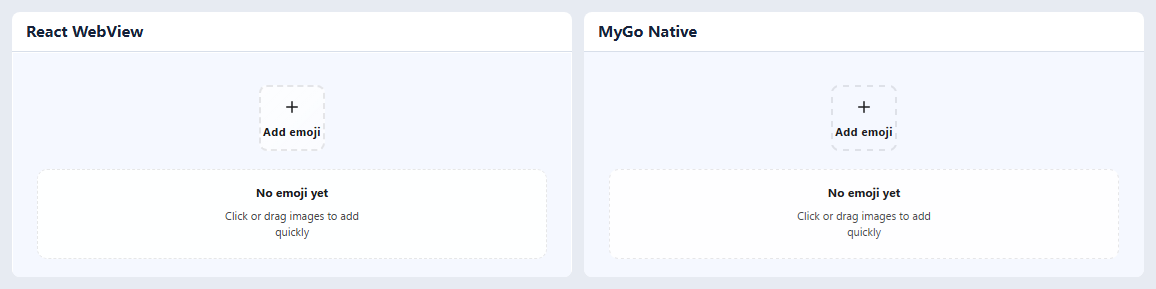 React WebView
+
Add emoji
No emoji yet
Click or drag images to add
quickly
MyGo Native
+
Add emoji
No emoji yet
Click or drag images to add
quickly